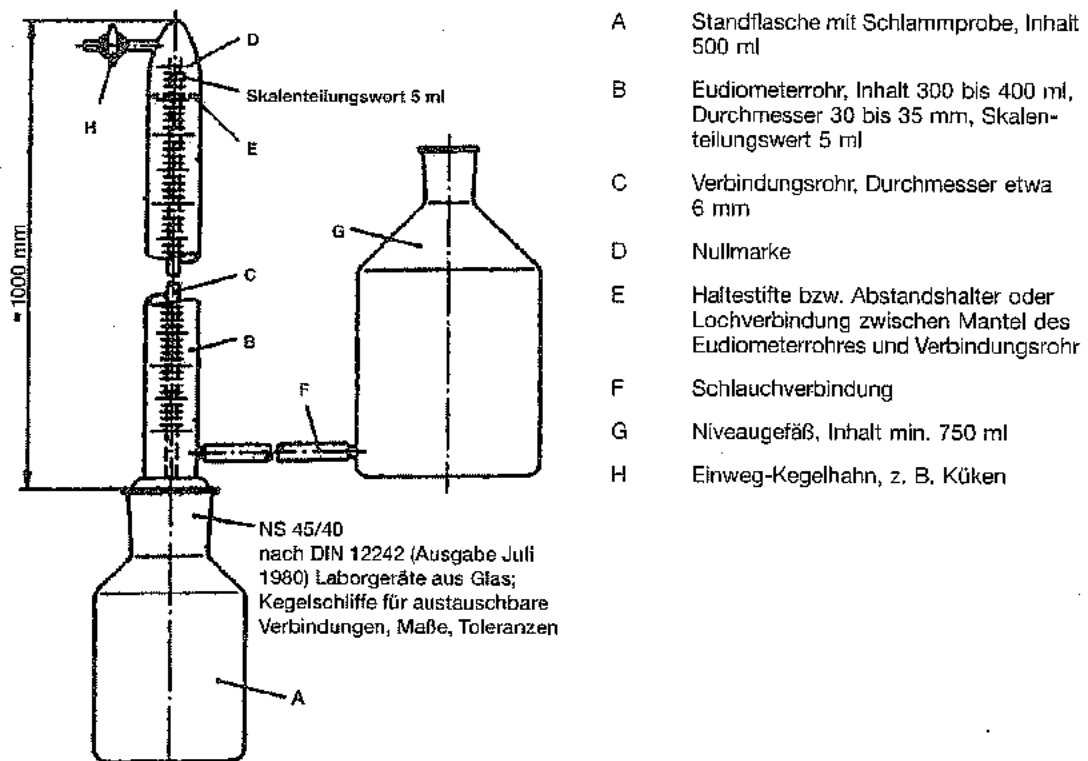 D
Skalenteilungswort 5 ml
H
E
G
≈1000 mm
C
B
F
NS 45/40
nach DIN 12242 (Ausgabe Juli
1980) Laborgeräte aus Glas;
Kegelschliffe für austauschbare
Verbindungen, Maße, Toleranzen
A
A Standflasche mit Schlammprobe, Inhalt
500 ml
B Eudiometerrohr, Inhalt 300 bis 400 ml,
Durchmesser 30 bis 35 mm, Skalen-
teilungswert 5 ml
C Verbindungsrohr, Durchmesser etwa
6 mm
D Nullmarke
E Haltestifte bzw. Abstandshalter oder
Lochverbindung zwischen Mantel des
Eudiometerrohres und Verbindungsrohr
F Schlauchverbindung
G Niveaugefäß, Inhalt min. 750 ml
H Einweg-Kegelhahn, z. B. Küken